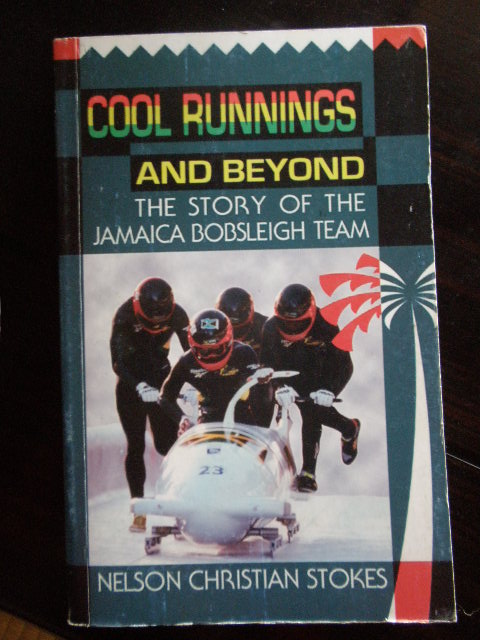 COOL RUNNINGS
AND BEYOND
THE STORY OF THE
JAMAICA BOBSLEIGH TEAM
23
NELSON CHRISTIAN STOKES